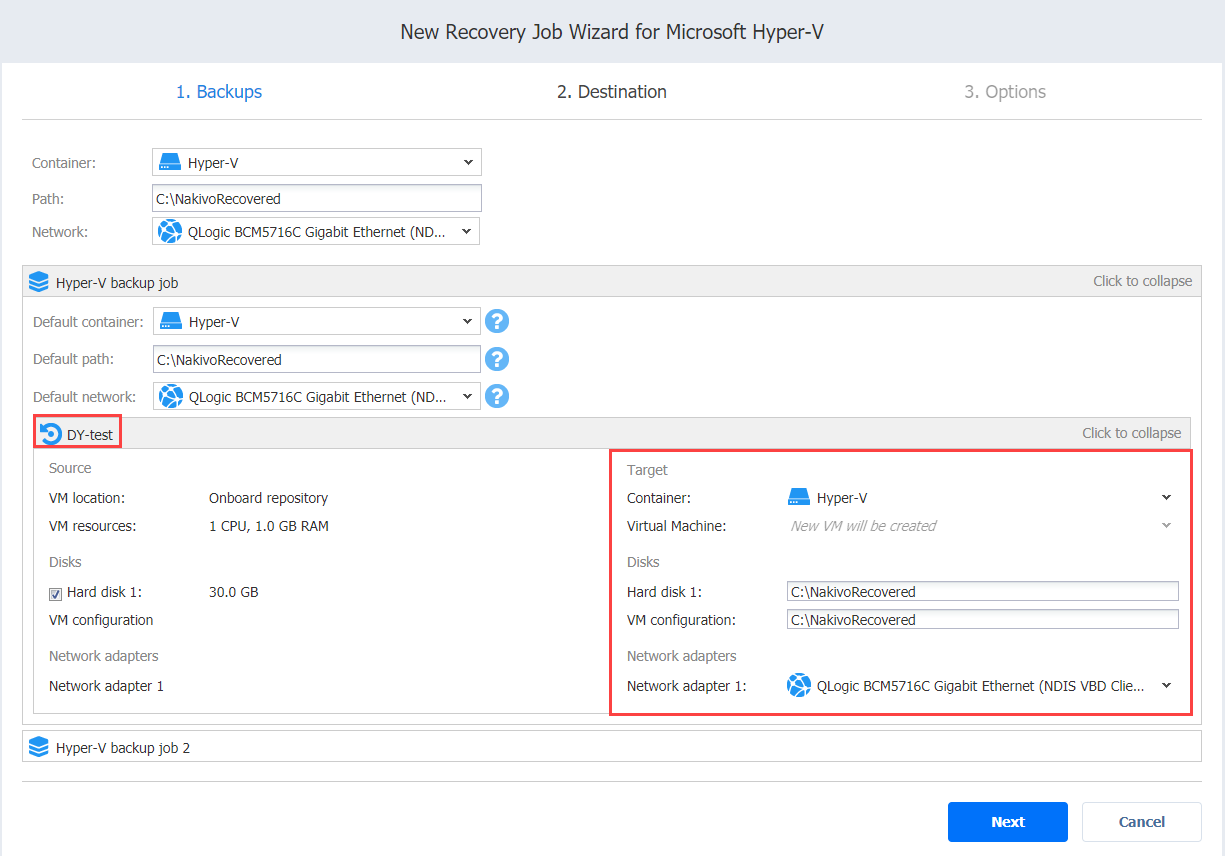 New Recovery Job Wizard for Microsoft Hyper-V
1. Backups 2. Destination 3. Options
Container: Hyper-V
Path: C:\NakivoRecovered
Network: QLogic BCM5716C Gigabit Ethernet (ND...
Hyper-V backup job Click to collapse
Default container: Hyper-V ?
Default path: C:\NakivoRecovered ?
Default network: QLogic BCM5716C Gigabit Ethernet (ND... ?
DY-test Click to collapse
Source
VM location: Onboard repository
VM resources: 1 CPU, 1.0 GB RAM
Disks
Hard disk 1: 30.0 GB
VM configuration
Network adapters
Network adapter 1
Target
Container: Hyper-V
Virtual Machine: New VM will be created
Disks
Hard disk 1: C:\NakivoRecovered
VM configuration: C:\NakivoRecovered
Network adapters
Network adapter 1: QLogic BCM5716C Gigabit Ethernet (NDIS VBD Clie...
Hyper-V backup job 2
Next Cancel